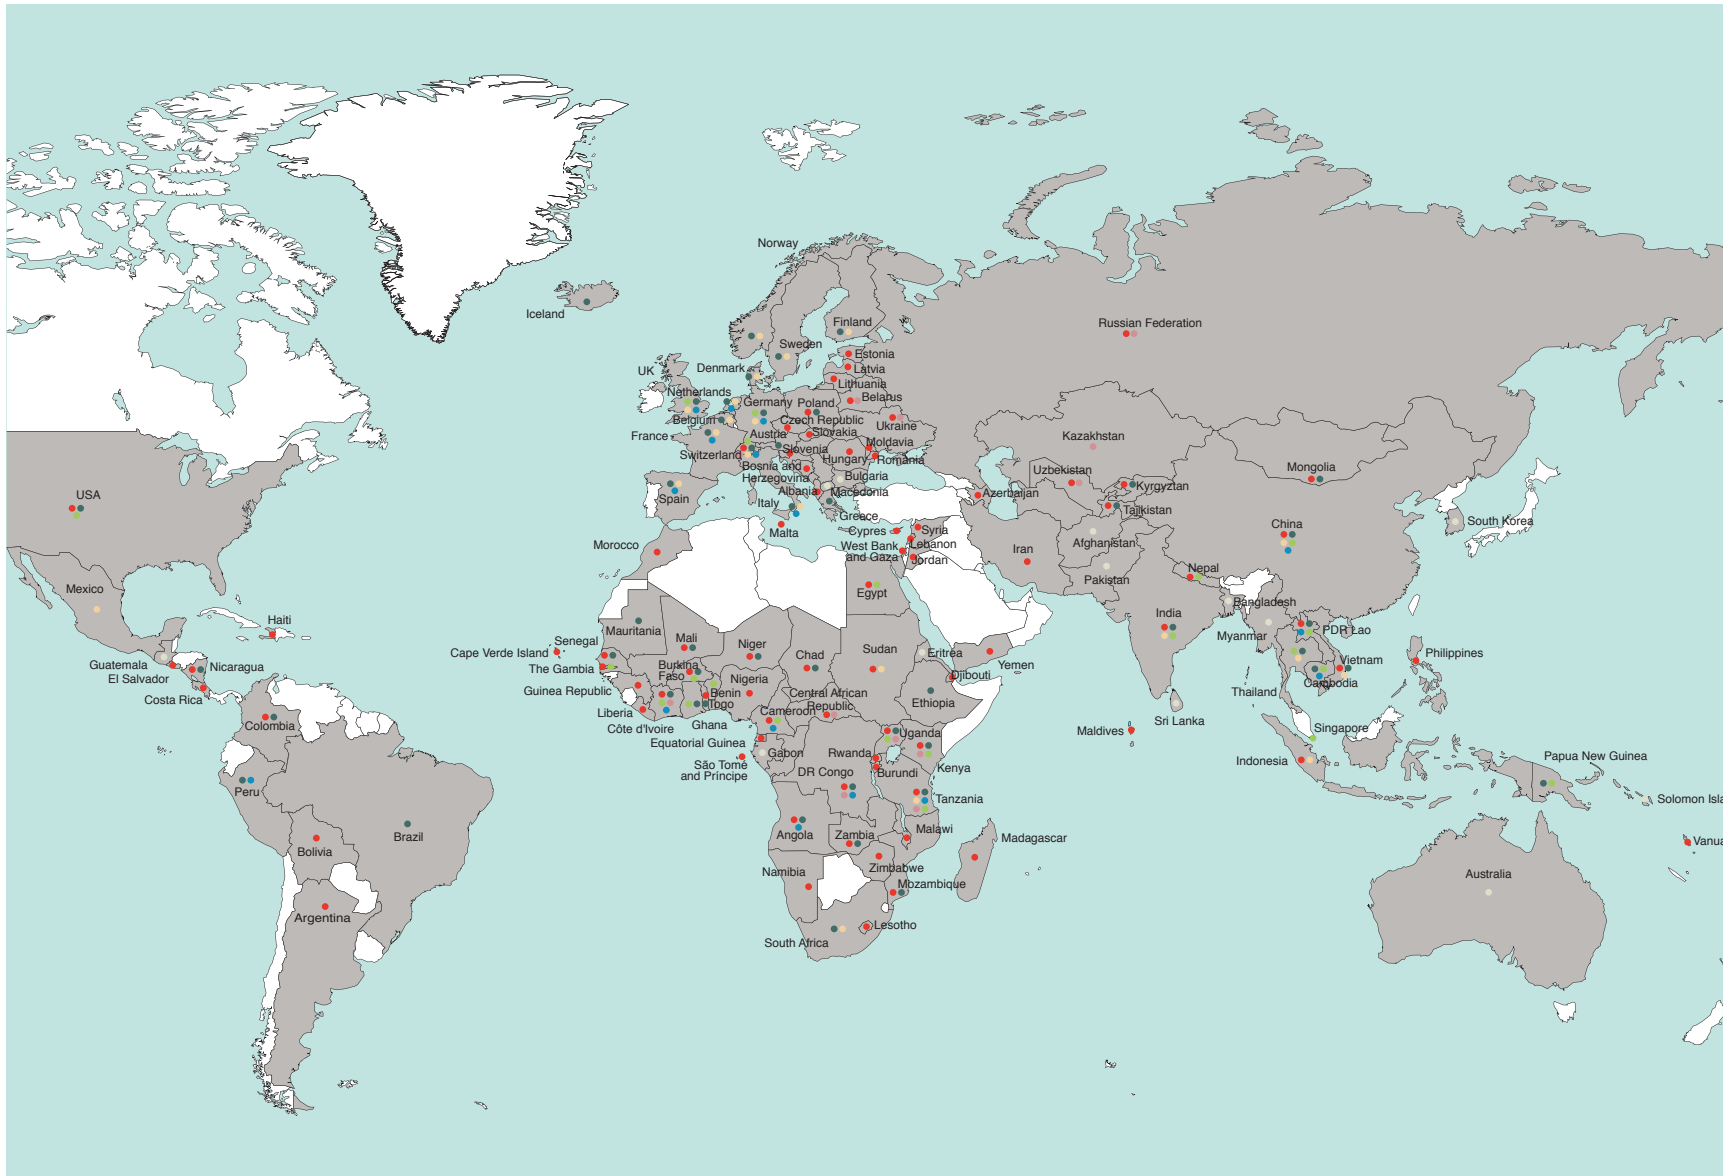 Norway
Iceland
Finland
Russian Federation
Sweden
Estonia
UK
Denmark
Latvia
Lithuania
Netherlands
Belarus
Germany
Poland
Belgium
Czech Republic
Ukraine
France
Austria
Slovakia
Moldavia
Kazakhstan
Switzerland
Slovenia
Hungary
Romania
Bosnia and
Herzegovina
Bulgaria
Uzbekistan
Mongolia
Kyrgyztan
USA
Spain
Albania
Macedonia
Azerbaijan
Italy
Greece
Tajikistan
South Korea
Malta
Cypres
Syria
China
Morocco
West Bank
and Gaza
Lebanon
Jordan
Iran
Afghanistan
Pakistan
Nepal
Mexico
Egypt
Bangladesh
Haiti
India
Mauritania
Myanmar
PDR Lao
Senegal
Mali
Niger
Chad
Sudan
Eritrea
Cape Verde Island
Philippines
Guatemala
El Salvador
Nicaragua
The Gambia
Burkina
Faso
Nigeria
Yemen
Djibouti
Vietnam
Cambodia
Costa Rica
Guinea Republic
Benin
Togo
Central African
Republic
Ethiopia
Thailand
Colombia
Liberia
Côte d'Ivoire
Ghana
Cameroon
Sri Lanka
Equatorial Guinea
Gabon
Uganda
Maldives
Singapore
São Tomé
and Príncipe
Rwanda
Burundi
Kenya
Indonesia
Papua New Guinea
Peru
DR Congo
Tanzania
Solomon Isla
Brazil
Angola
Zambia
Malawi
Madagascar
Vanua
Bolivia
Zimbabwe
Namibia
Mozambique
Australia
Argentina
Lesotho
South Africa